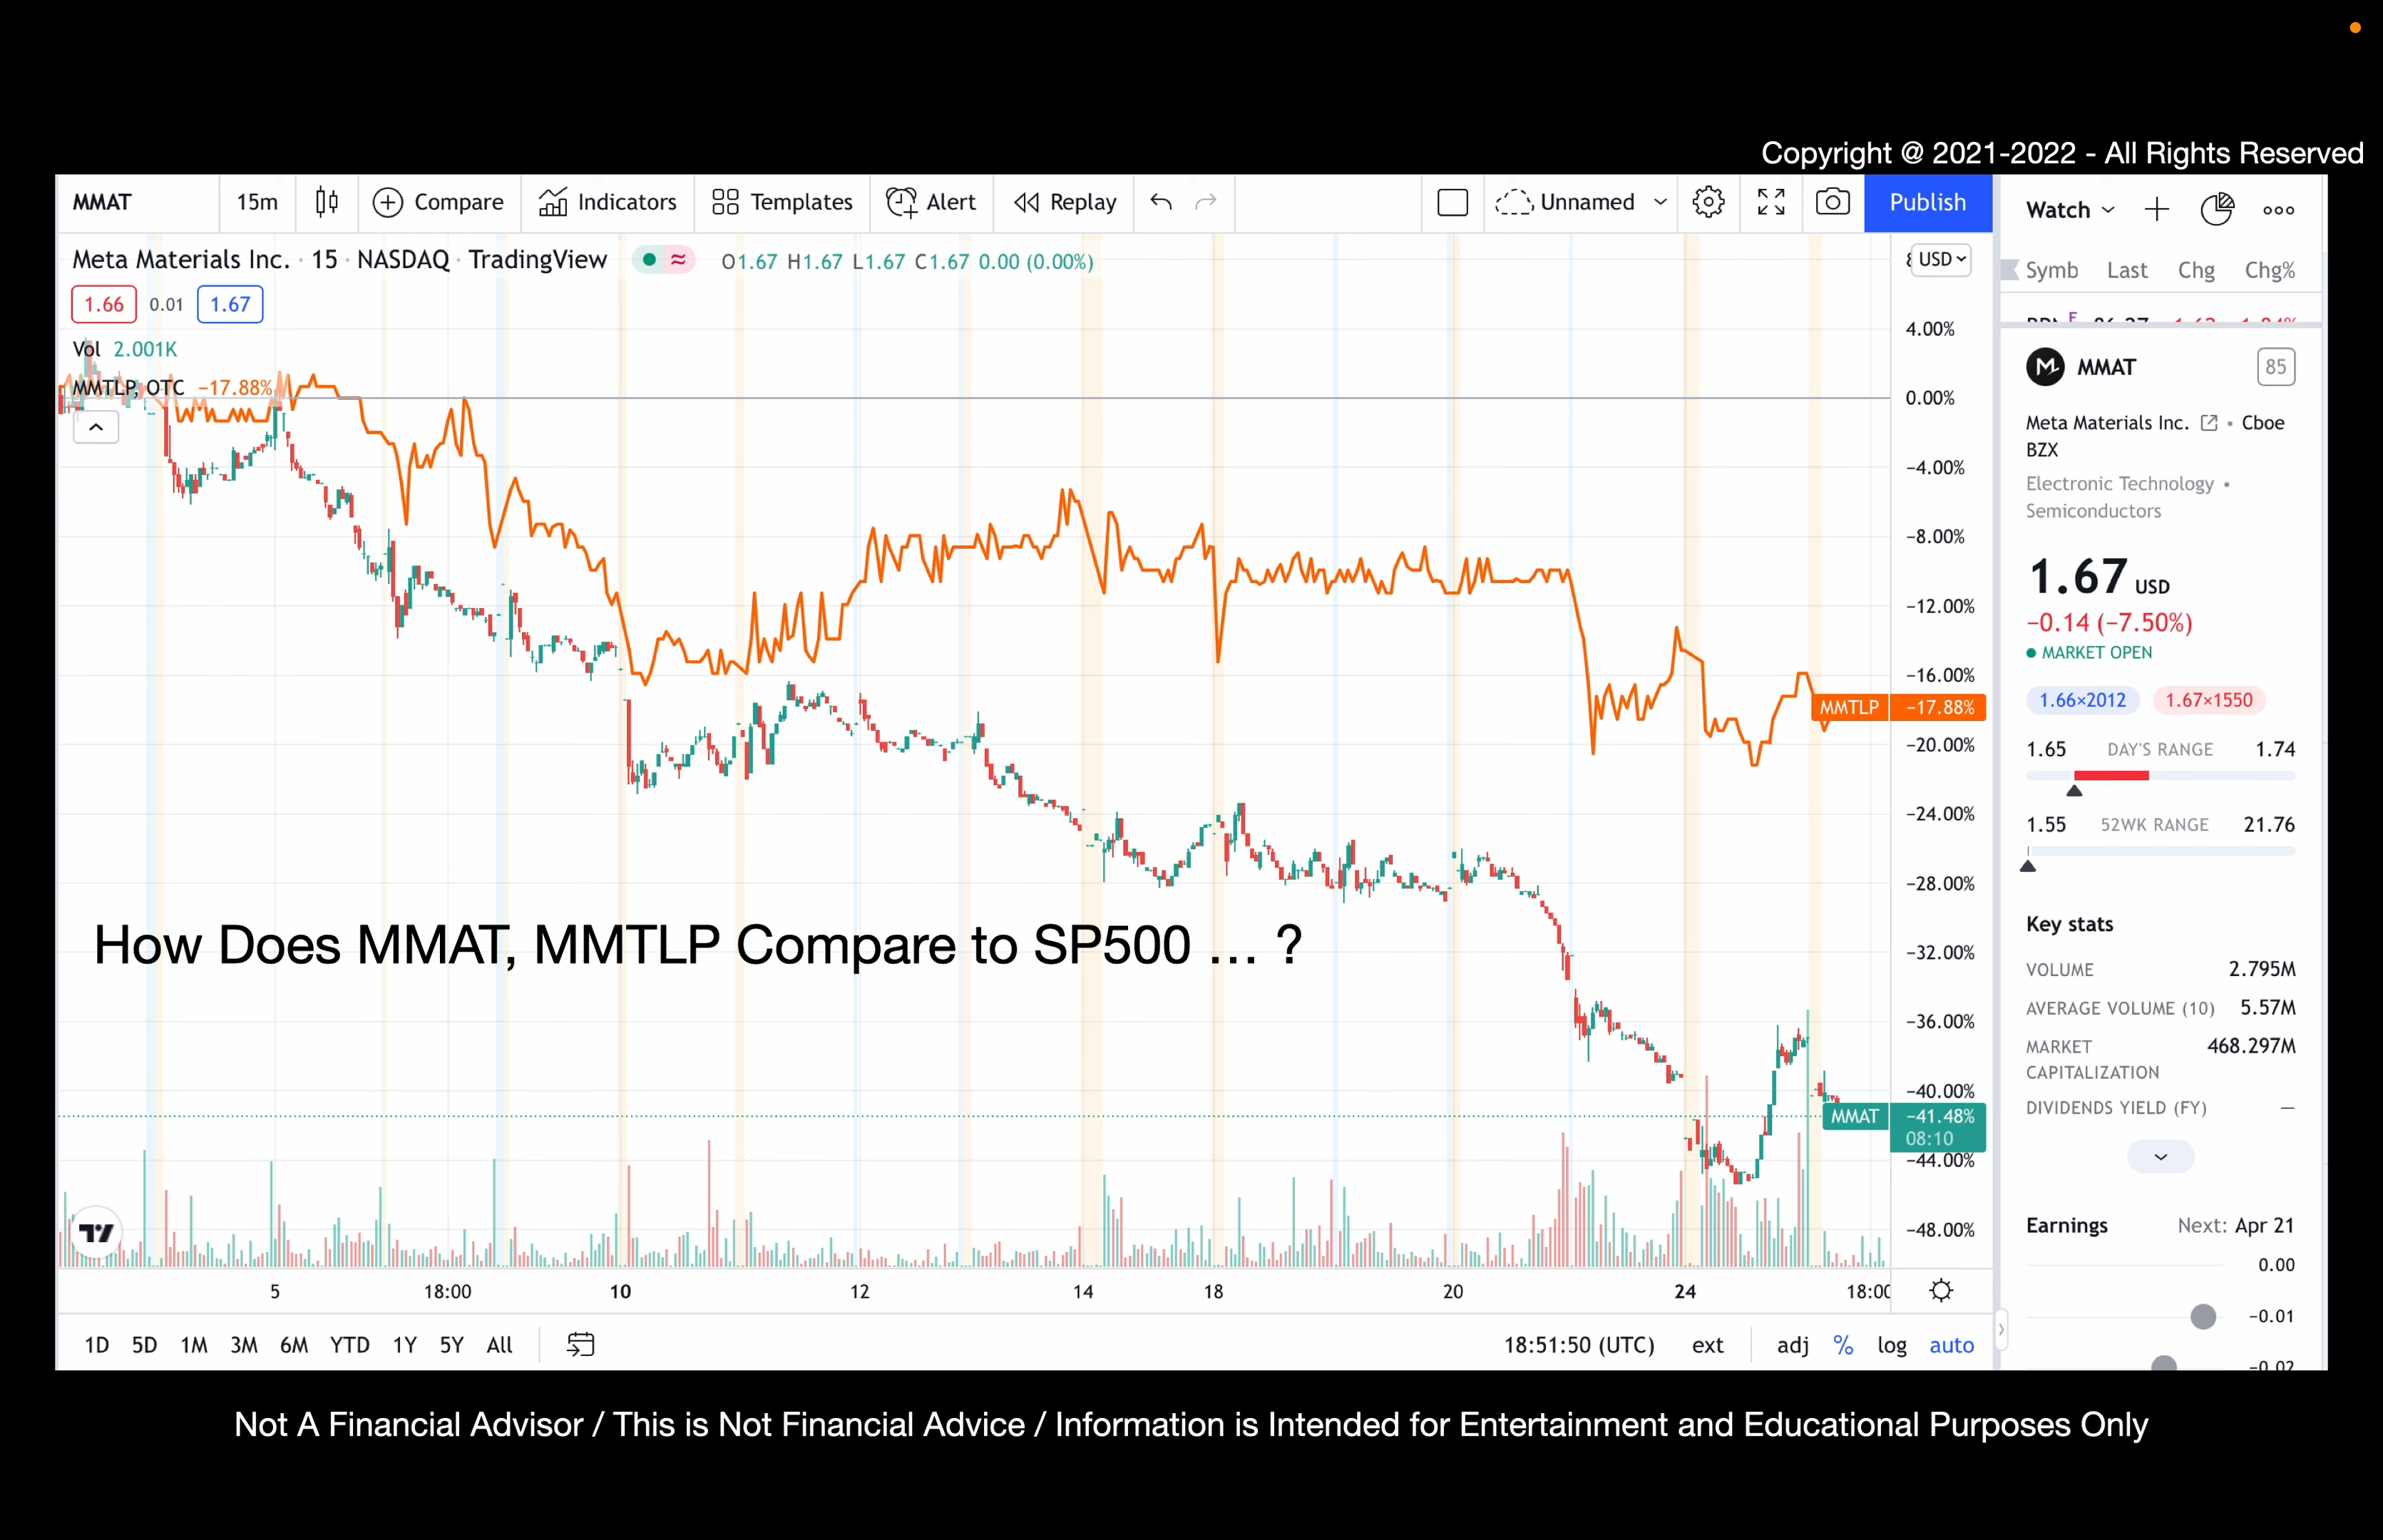 Copyright @ 2021-2022 - All Rights Reserved
MMAT 15m Compare Indicators Templates Alert Replay Unnamed Publish
Watch
Meta Materials Inc. · 15 · NASDAQ · TradingView O1.67 H1.67 L1.67 C1.67 0.00 (0.00%)
USD
Symb Last Chg Chg%
1.66 0.01 1.67
Vol 2.001K
MMTLP, OTC −17.88%
4.00%
0.00%
−4.00%
−8.00%
−12.00%
−16.00%
MMTLP −17.88%
−20.00%
−24.00%
−28.00%
−32.00%
−36.00%
−40.00%
MMAT −41.48%
08:10
−44.00%
−48.00%
How Does MMAT, MMTLP Compare to SP500 ... ?
5 18:00 10 12 14 18 20 24 18:00
1D 5D 1M 3M 6M YTD 1Y 5Y All 18:51:50 (UTC) ext adj % log auto
MMAT 85
Meta Materials Inc. • Cboe
BZX
Electronic Technology •
Semiconductors
1.67 USD
−0.14 (−7.50%)
MARKET OPEN
1.66×2012 1.67×1550
1.65 DAY'S RANGE 1.74
1.55 52WK RANGE 21.76
Key stats
VOLUME 2.795M
AVERAGE VOLUME (10) 5.57M
MARKET 468.297M
CAPITALIZATION
DIVIDENDS YIELD (FY) —
Earnings Next: Apr 21
0.00
−0.01
−0.02
Not A Financial Advisor / This is Not Financial Advice / Information is Intended for Entertainment and Educational Purposes Only